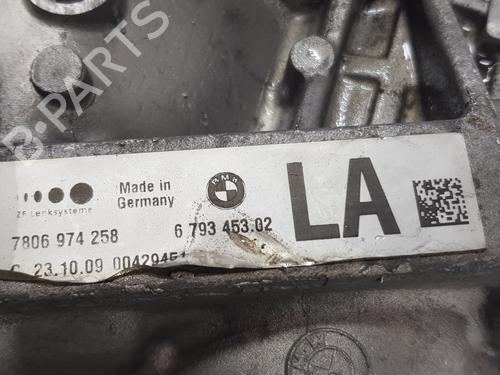 B-PARTS
ZF Lenksysteme
Made in
Germany
BMW
LA
7806 974 258
6 793 453.02
23.10.09